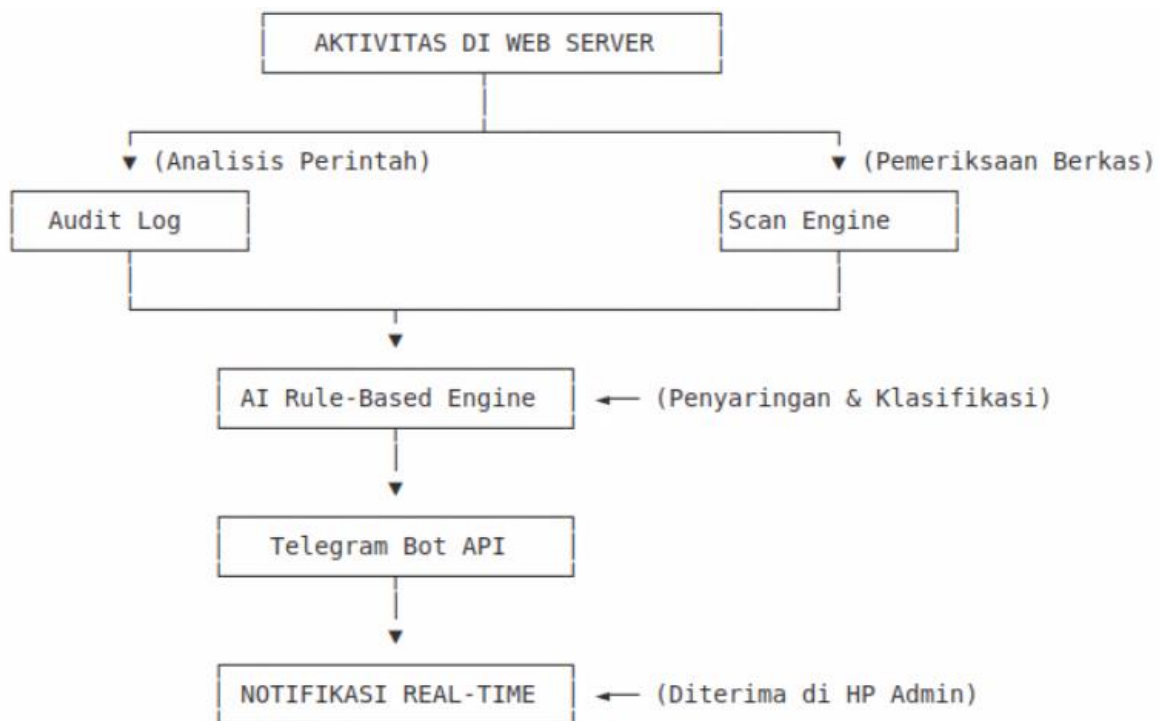 AKTIVITAS DI WEB SERVER
(Analisis Perintah)
(Pemeriksaan Berkas)
Audit Log
Scan Engine
AI Rule-Based Engine
(Penyaringan & Klasifikasi)
Telegram Bot API
NOTIFIKASI REAL-TIME
(Diterima di HP Admin)